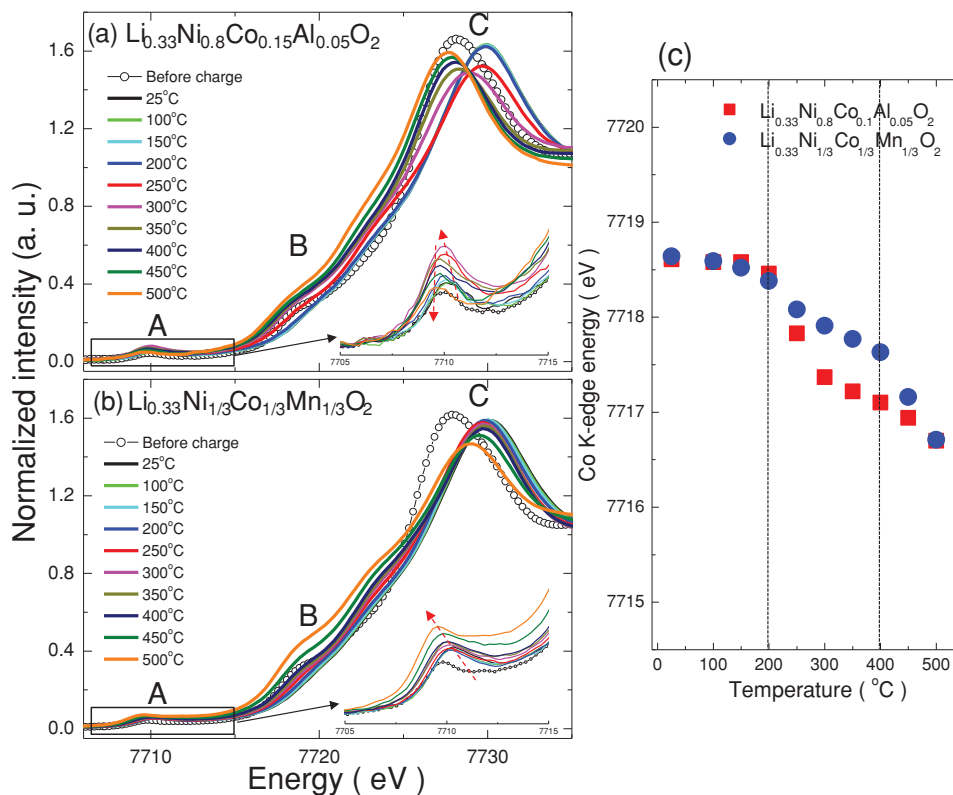 (a) Li0.33Ni0.8Co0.15Al0.05O2
C
Before charge
25°C
100°C
150°C
200°C
250°C
300°C
350°C
400°C
450°C
500°C
B
A
1.6
1.2
0.8
0.4
0.0
7705 7710 7715
(b) Li0.33Ni1/3Co1/3Mn1/3O2
C
Before charge
25°C
100°C
150°C
200°C
250°C
300°C
350°C
400°C
450°C
500°C
B
A
1.6
1.2
0.8
0.4
0.0
7705 7710 7715
7710 7720 7730
Energy ( eV)
Normalized intensity (a. u.)
(c)
Li0.33Ni0.8Co0.1Al0.05O2
Li0.33Ni1/3Co1/3Mn1/3O2
7720
7719
7718
7717
7716
7715
Co K-edge energy ( eV)
0 100 200 300 400 500
Temperature ( °C)